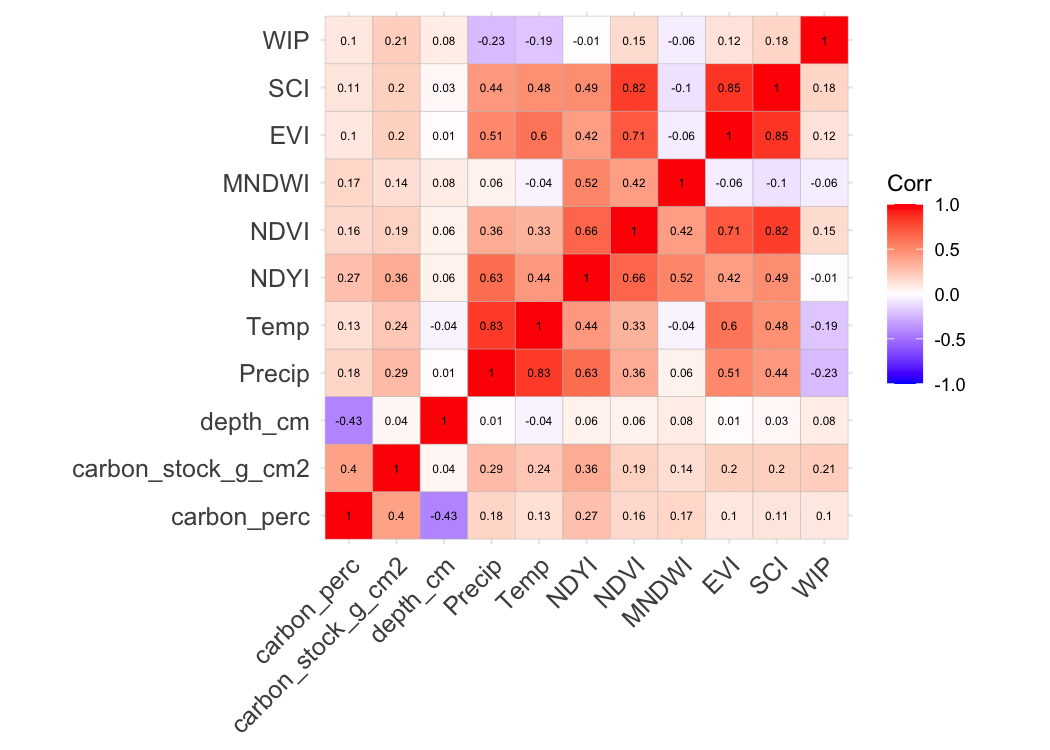 WIP 0.1 0.21 0.08 -0.23 -0.19 -0.01 0.15 -0.06 0.12 0.18 1
SCI 0.11 0.2 0.03 0.44 0.48 0.49 0.82 -0.1 0.85 1 0.18
EVI 0.1 0.2 0.01 0.51 0.6 0.42 0.71 -0.06 1 0.85 0.12
MNDWI 0.17 0.14 0.08 0.06 -0.04 0.52 0.42 1 -0.06 -0.1 -0.06
NDVI 0.16 0.19 0.06 0.36 0.33 0.66 1 0.42 0.71 0.82 0.15
NDYI 0.27 0.36 0.06 0.63 0.44 1 0.66 0.52 0.42 0.49 -0.01
Temp 0.13 0.24 -0.04 0.83 1 0.44 0.33 -0.04 0.6 0.48 -0.19
Precip 0.18 0.29 0.01 1 0.83 0.63 0.36 0.06 0.51 0.44 -0.23
depth_cm -0.43 0.04 1 0.01 -0.04 0.06 0.06 0.08 0.01 0.03 0.08
carbon_stock_g_cm2 0.4 1 0.04 0.29 0.24 0.36 0.19 0.14 0.2 0.2 0.21
carbon_perc 1 0.4 -0.43 0.18 0.13 0.27 0.16 0.17 0.1 0.11 0.1
carbon_perc
carbon_stock_g_cm2
depth_cm
Precip
Temp
NDYI
NDVI
MNDWI
EVI
SCI
WIP
Corr
1.0
0.5
0.0
-0.5
-1.0